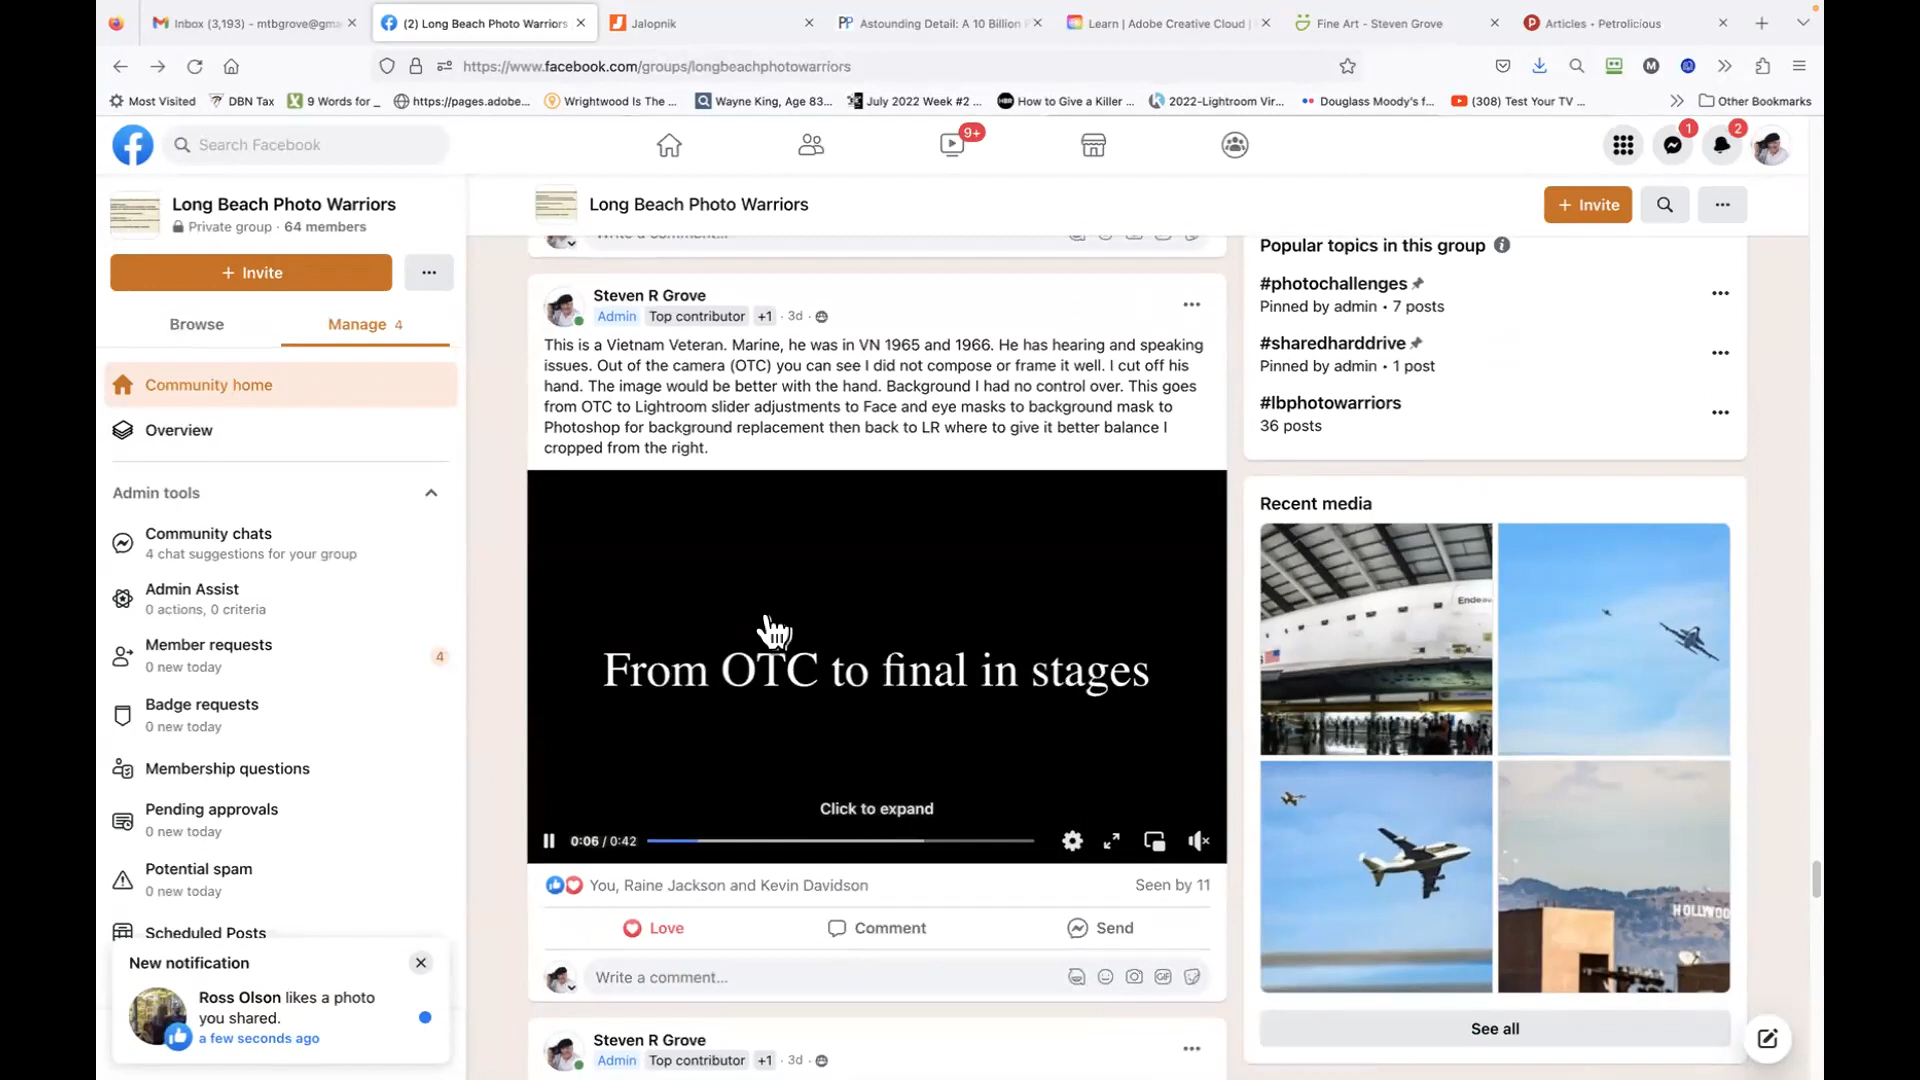 Inbox (3,193) – mtbgrove@gma
(2) Long Beach Photo Warriors
Jalopnik
PP Astounding Detail: A 10 Billion P
Learn | Adobe Creative Cloud |
Fine Art - Steven Grove
Articles • Petrolicious
https://www.facebook.com/groups/longbeachphotowarriors
Most Visited
DBN Tax
9 Words for _
https://pages.adobe...
Wrightwood Is The ...
Wayne King, Age 83...
July 2022 Week #2 ...
How to Give a Killer ...
2022-Lightroom Vir...
Douglass Moody's f...
(308) Test Your TV ...
Other Bookmarks
Search Facebook
9+
1
2
Long Beach Photo Warriors
Private group · 64 members
+ Invite
Browse
Manage 4
Community home
Overview
Admin tools
Community chats
4 chat suggestions for your group
Admin Assist
0 actions, 0 criteria
Member requests
0 new today
4
Badge requests
0 new today
Membership questions
Pending approvals
0 new today
Potential spam
0 new today
Scheduled Posts
New notification
Ross Olson likes a photo
you shared.
a few seconds ago
Long Beach Photo Warriors
+ Invite
Write a comment...
Steven R Grove
Admin Top contributor +1 · 3d ·
This is a Vietnam Veteran. Marine, he was in VN 1965 and 1966. He has hearing and speaking
issues. Out of the camera (OTC) you can see I did not compose or frame it well. I cut off his
hand. The image would be better with the hand. Background I had no control over. This goes
from OTC to Lightroom slider adjustments to Face and eye masks to background mask to
Photoshop for background replacement then back to LR where to give it better balance I
cropped from the right.
From OTC to final in stages
Click to expand
0:06 / 0:42
You, Raine Jackson and Kevin Davidson
Seen by 11
Love
Comment
Send
Write a comment...
GIF
Steven R Grove
Admin Top contributor +1 · 3d ·
Popular topics in this group
#photochallenges
Pinned by admin • 7 posts
#sharedharddrive
Pinned by admin • 1 post
#lbphotowarriors
36 posts
Recent media
Endeav
HOLLYWOO
See all